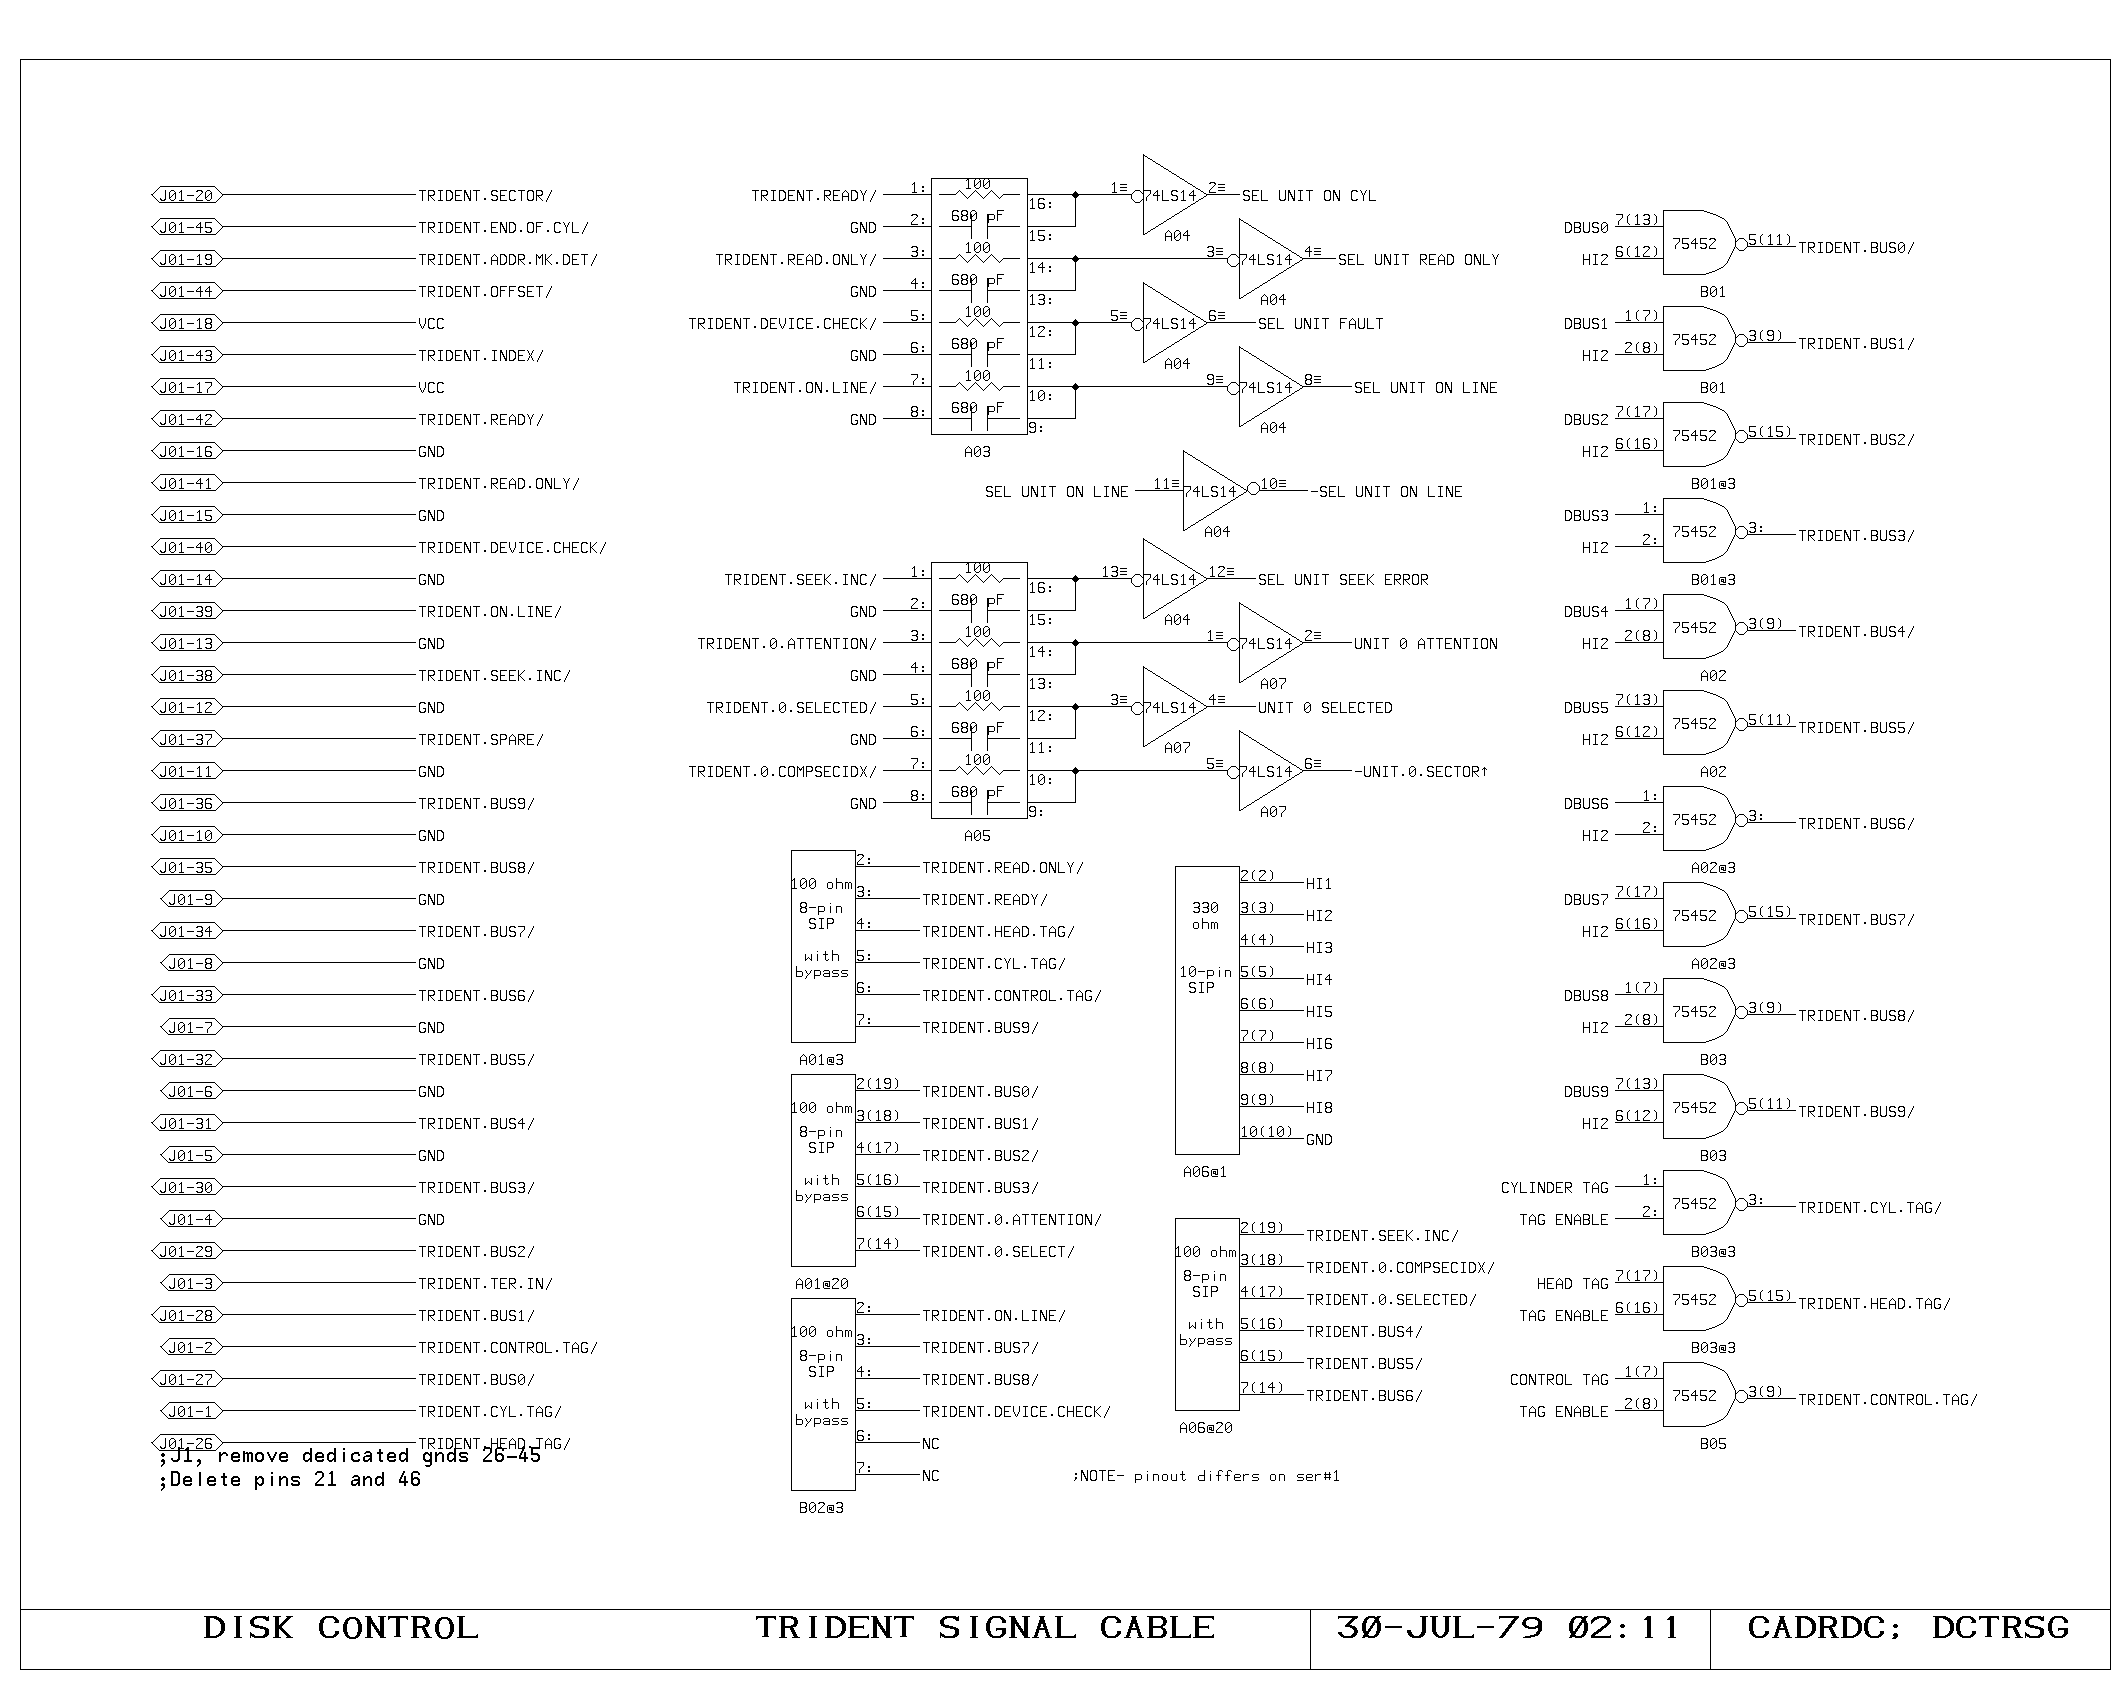 J01-20 TRIDENT.SECTOR/
J01-45 TRIDENT.END.OF.CYL/
J01-19 TRIDENT.ADDR.MK.DET/
J01-44 TRIDENT.OFFSET/
J01-18 VCC
J01-43 TRIDENT.INDEX/
J01-17 VCC
J01-42 TRIDENT.READY/
J01-16 GND
J01-41 TRIDENT.READ.ONLY/
J01-15 GND
J01-40 TRIDENT.DEVICE.CHECK/
J01-14 GND
J01-39 TRIDENT.ON.LINE/
J01-13 GND
J01-38 TRIDENT.SEEK.INC/
J01-12 GND
J01-37 TRIDENT.SPARE/
J01-11 GND
J01-36 TRIDENT.BUS9/
J01-10 GND
J01-35 TRIDENT.BUS8/
J01-9 GND
J01-34 TRIDENT.BUS7/
J01-8 GND
J01-33 TRIDENT.BUS6/
J01-7 GND
J01-32 TRIDENT.BUS5/
J01-6 GND
J01-31 TRIDENT.BUS4/
J01-5 GND
J01-30 TRIDENT.BUS3/
J01-4 GND
J01-29 TRIDENT.BUS2/
J01-3 TRIDENT.TER.IN/
J01-28 TRIDENT.BUS1/
J01-2 TRIDENT.CONTROL.TAG/
J01-27 TRIDENT.BUS0/
J01-1 TRIDENT.CYL.TAG/
J01-26 TRIDENT.HEAD.TAG/
;J1, remove dedicated gnds 26-45
;Delete pins 21 and 46
TRIDENT.READY/ 1: 100 16: 1≡ 74LS14 2≡ SEL UNIT ON CYL
A04
GND 2: 680 pF 15:
TRIDENT.READ.ONLY/ 3: 100 14: 3≡ 74LS14 4≡ SEL UNIT READ ONLY
A04
GND 4: 680 pF 13:
TRIDENT.DEVICE.CHECK/ 5: 100 12: 5≡ 74LS14 6≡ SEL UNIT FAULT
A04
GND 6: 680 pF 11:
TRIDENT.ON.LINE/ 7: 100 10: 9≡ 74LS14 8≡ SEL UNIT ON LINE
A04
GND 8: 680 pF 9:
A03
SEL UNIT ON LINE 11≡ 74LS14 10≡ -SEL UNIT ON LINE
A04
TRIDENT.SEEK.INC/ 1: 100 16: 13≡ 74LS14 12≡ SEL UNIT SEEK ERROR
A04
GND 2: 680 pF 15:
TRIDENT.0.ATTENTION/ 3: 100 14: 1≡ 74LS14 2≡ UNIT 0 ATTENTION
A07
GND 4: 680 pF 13:
TRIDENT.0.SELECTED/ 5: 100 12: 3≡ 74LS14 4≡ UNIT 0 SELECTED
A07
GND 6: 680 pF 11:
TRIDENT.0.COMPSECIDX/ 7: 100 10: 5≡ 74LS14 6≡ -UNIT.0.SECTOR↑
A07
GND 8: 680 pF 9:
A05
100 ohm
8-pin
SIP
with
bypass
2: TRIDENT.READ.ONLY/
3: TRIDENT.READY/
4: TRIDENT.HEAD.TAG/
5: TRIDENT.CYL.TAG/
6: TRIDENT.CONTROL.TAG/
7: TRIDENT.BUS9/
A01@3
100 ohm
8-pin
SIP
with
bypass
2(19) TRIDENT.BUS0/
3(18) TRIDENT.BUS1/
4(17) TRIDENT.BUS2/
5(16) TRIDENT.BUS3/
6(15) TRIDENT.0.ATTENTION/
7(14) TRIDENT.0.SELECT/
A01@20
100 ohm
8-pin
SIP
with
bypass
2: TRIDENT.ON.LINE/
3: TRIDENT.BUS7/
4: TRIDENT.BUS8/
5: TRIDENT.DEVICE.CHECK/
6: NC
7: NC
B02@3
330
ohm
10-pin
SIP
2(2) HI1
3(3) HI2
4(4) HI3
5(5) HI4
6(6) HI5
7(7) HI6
8(8) HI7
9(9) HI8
10(10) GND
A06@1
100 ohm
8-pin
SIP
with
bypass
2(19) TRIDENT.SEEK.INC/
3(18) TRIDENT.0.COMPSECIDX/
4(17) TRIDENT.0.SELECTED/
5(16) TRIDENT.BUS4/
6(15) TRIDENT.BUS5/
7(14) TRIDENT.BUS6/
A06@20
;NOTE- pinout differs on ser#1
DBUS0 7(13) 75452 5(11) TRIDENT.BUS0/
HI2 6(12)
B01
DBUS1 1(7) 75452 3(9) TRIDENT.BUS1/
HI2 2(8)
B01
DBUS2 7(17) 75452 5(15) TRIDENT.BUS2/
HI2 6(16)
B01@3
DBUS3 1: 75452 3: TRIDENT.BUS3/
HI2 2:
B01@3
DBUS4 1(7) 75452 3(9) TRIDENT.BUS4/
HI2 2(8)
A02
DBUS5 7(13) 75452 5(11) TRIDENT.BUS5/
HI2 6(12)
A02
DBUS6 1: 75452 3: TRIDENT.BUS6/
HI2 2:
A02@3
DBUS7 7(17) 75452 5(15) TRIDENT.BUS7/
HI2 6(16)
A02@3
DBUS8 1(7) 75452 3(9) TRIDENT.BUS8/
HI2 2(8)
B03
DBUS9 7(13) 75452 5(11) TRIDENT.BUS9/
HI2 6(12)
B03
CYLINDER TAG 1: 75452 3: TRIDENT.CYL.TAG/
TAG ENABLE 2:
B03@3
HEAD TAG 7(17) 75452 5(15) TRIDENT.HEAD.TAG/
TAG ENABLE 6(16)
B03@3
CONTROL TAG 1(7) 75452 3(9) TRIDENT.CONTROL.TAG/
TAG ENABLE 2(8)
B05
DISK CONTROL
TRIDENT SIGNAL CABLE
30-JUL-79 02:11
CADRDC; DCTRSG